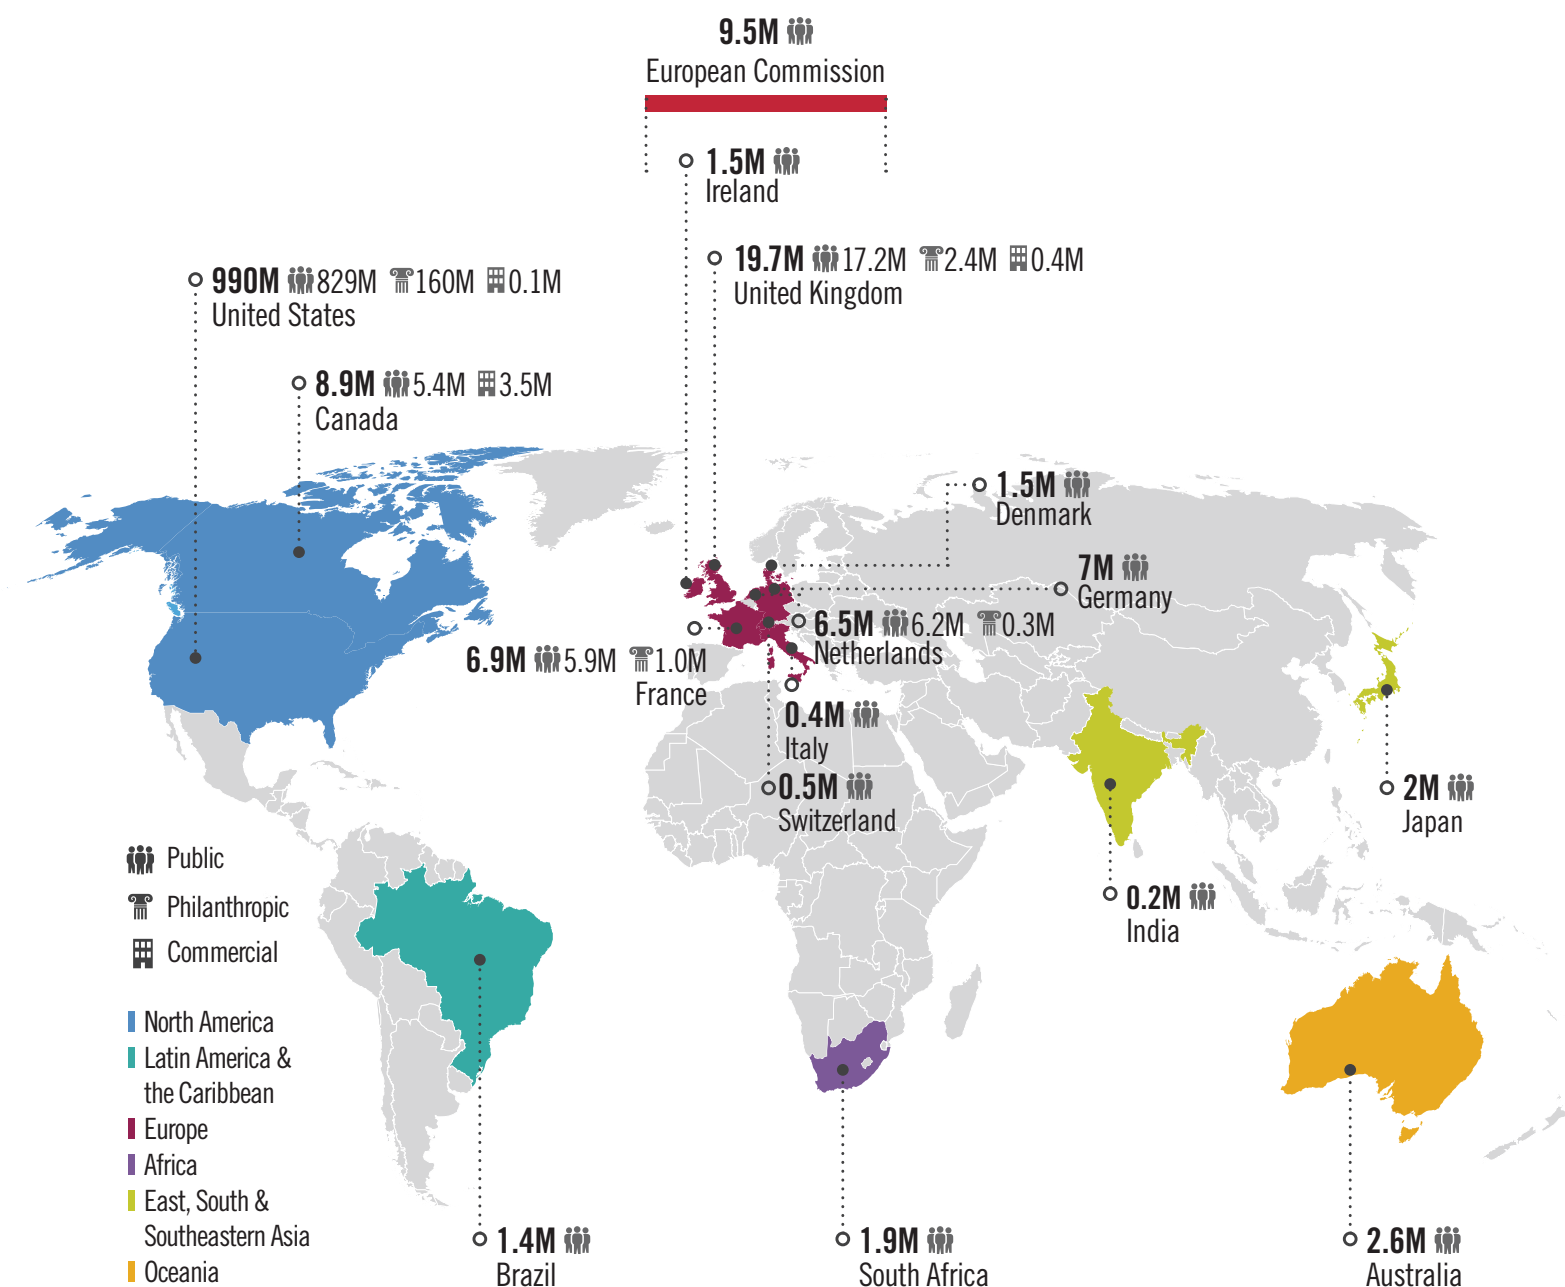 9.5M
European Commission
1.5M
Ireland
19.7M 17.2M 2.4M 0.4M
United Kingdom
990M 829M 160M 0.1M
United States
8.9M 5.4M 3.5M
Canada
1.5M
Denmark
7M
Germany
6.5M 6.2M 0.3M
Netherlands
6.9M 5.9M 1.0M
France
0.4M
Italy
0.5M
Switzerland
2M
Japan
0.2M
India
Public
Philanthropic
Commercial
North America
Latin America &
the Caribbean
Europe
Africa
East, South &
Southeastern Asia
Oceania
1.4M
Brazil
1.9M
South Africa
2.6M
Australia